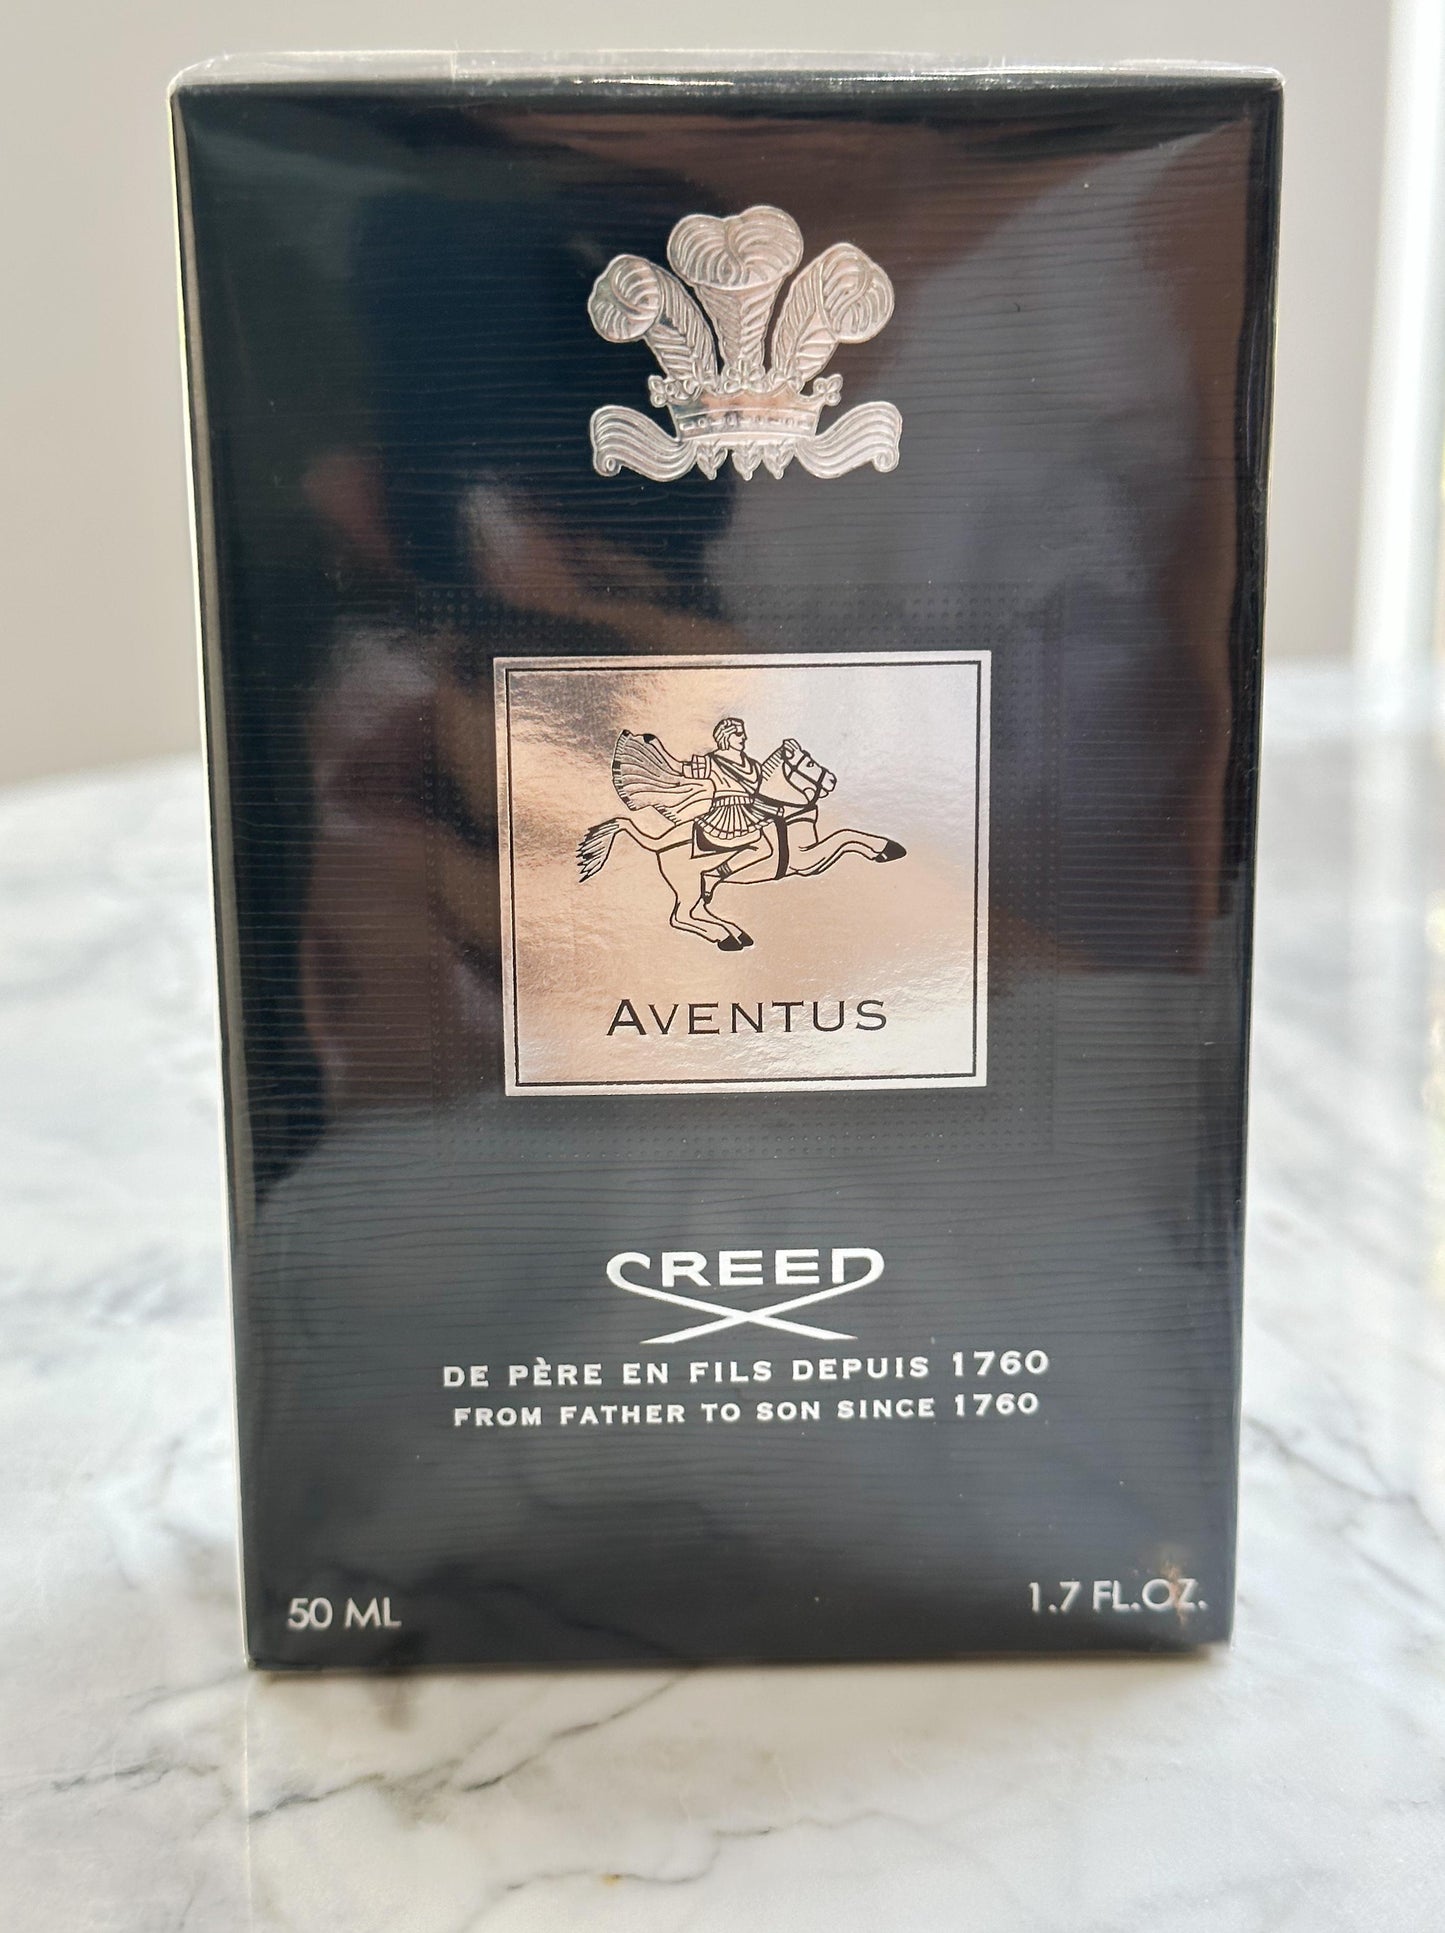 AVENTUS
CREED
DE PÈRE EN FILS DEPUIS 1760
FROM FATHER TO SON SINCE 1760
50 ML
1.7 FL.OZ.